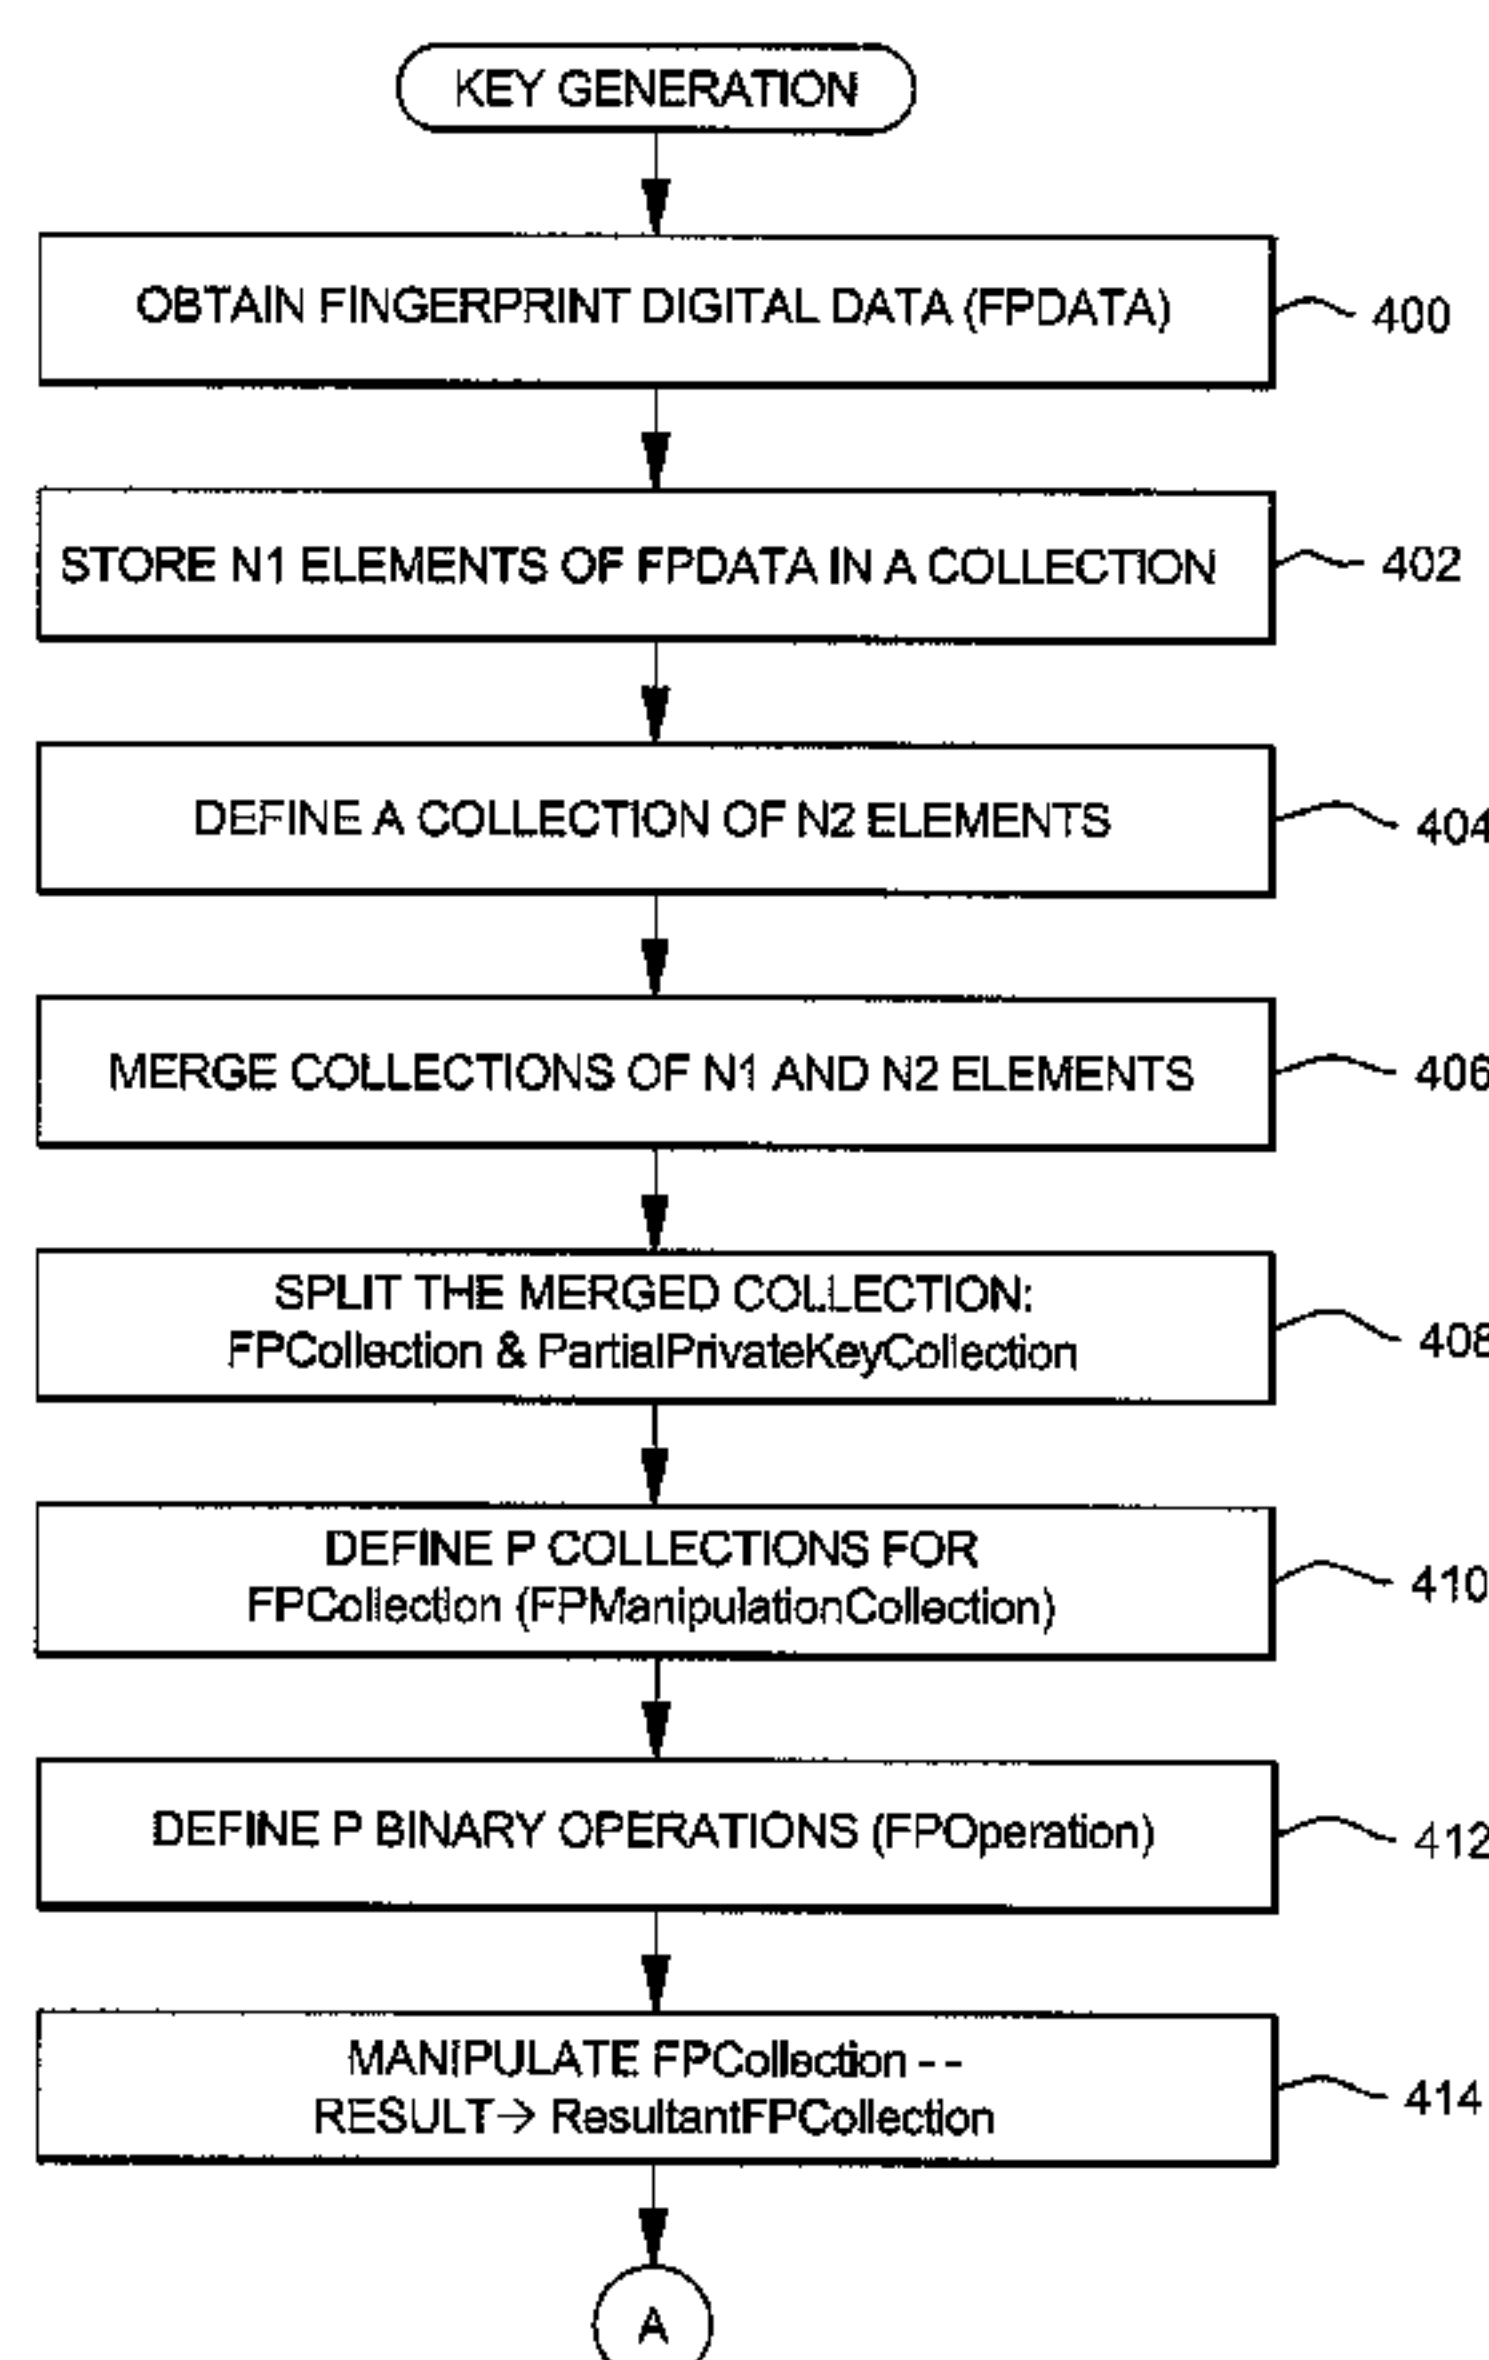 KEY GENERATION
OBTAIN FINGERPRINT DIGITAL DATA (FPDATA)
400
STORE N1 ELEMENTS OF FPDATA IN A COLLECTION
402
DEFINE A COLLECTION OF N2 ELEMENTS
404
MERGE COLLECTIONS OF N1 AND N2 ELEMENTS
406
SPLIT THE MERGED COLLECTION:
FPCollection & PartialPrivateKeyCollection
408
DEFINE P COLLECTIONS FOR
FPCollection (FPManipulationCollection)
410
DEFINE P BINARY OPERATIONS (FPOperation)
412
MANIPULATE FPCollection - -
RESULT→ ResultantFPCollection
414
A